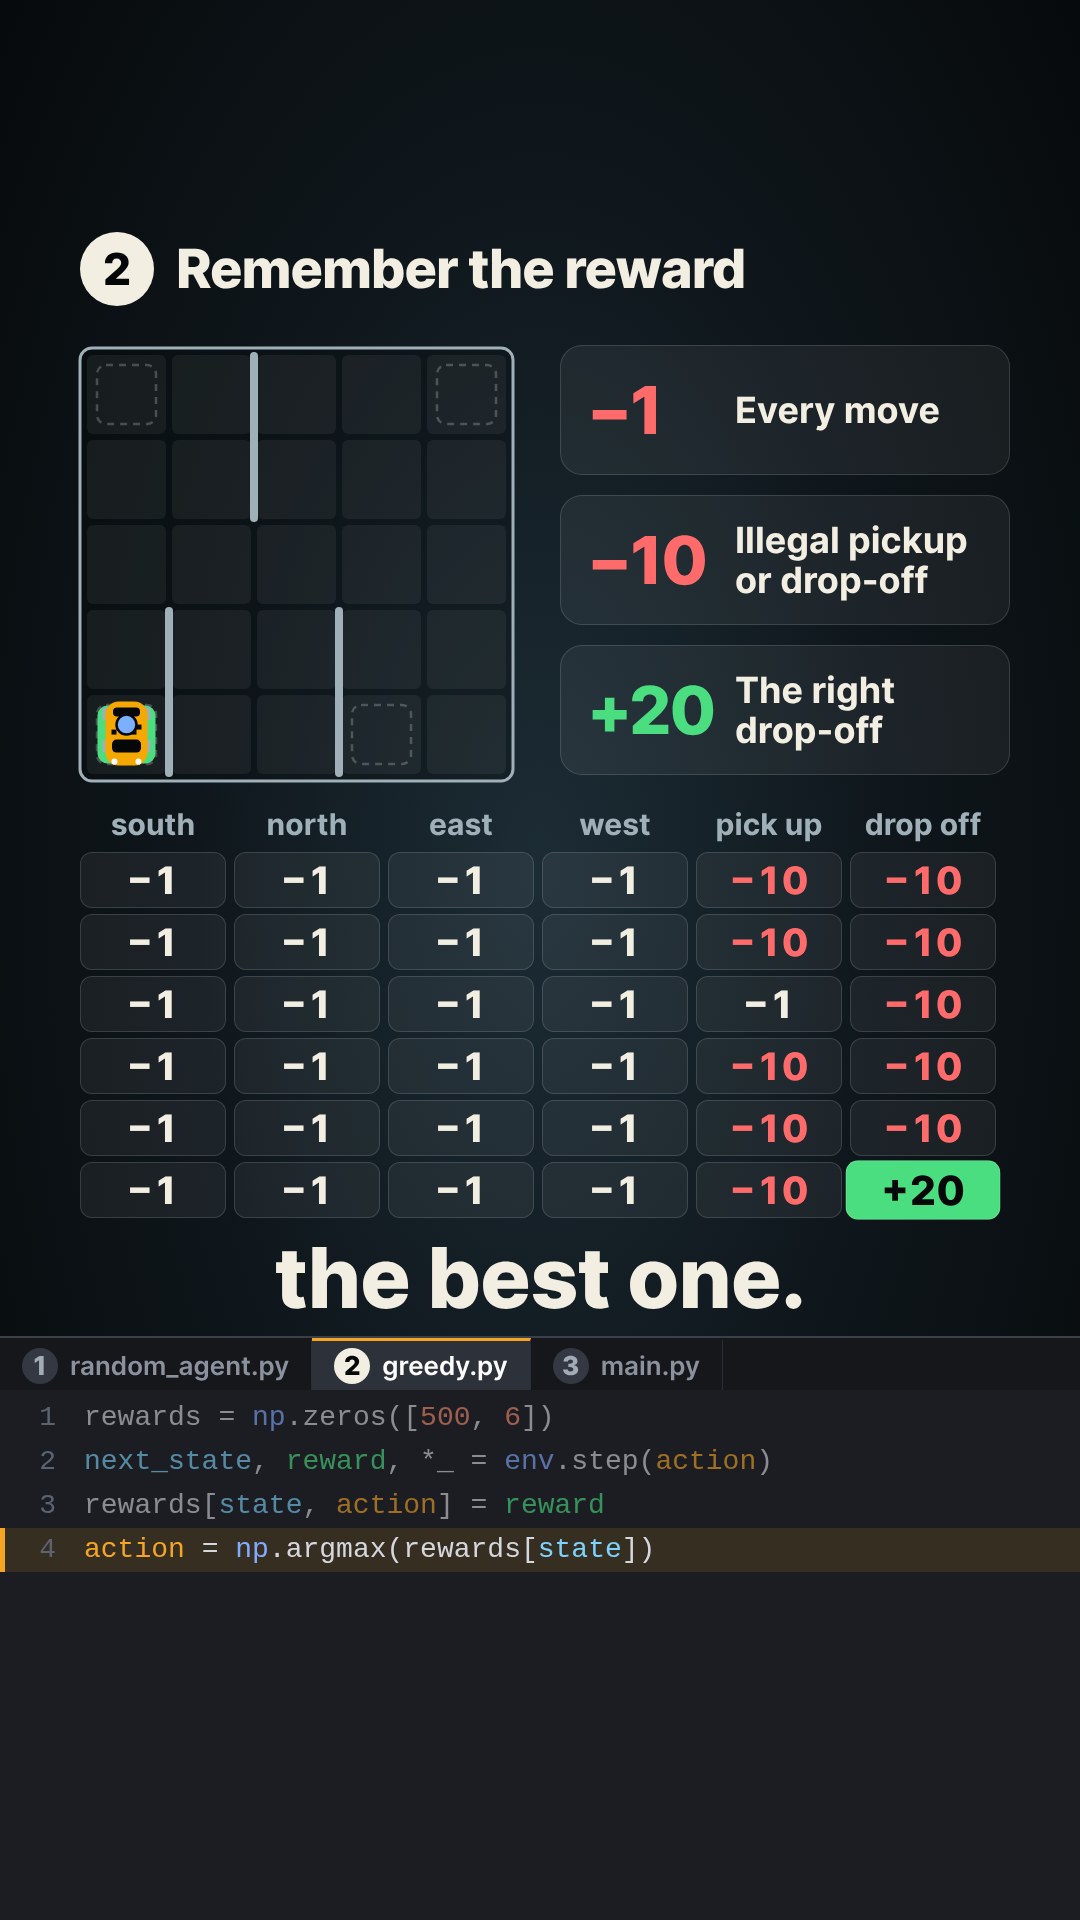 2 Remember the reward
−1 Every move
−10 Illegal pickup
or drop-off
+20 The right
drop-off
south north east west pick up drop off
−1 −1 −1 −1 −10 −10
−1 −1 −1 −1 −10 −10
−1 −1 −1 −1 −1 −10
−1 −1 −1 −1 −10 −10
−1 −1 −1 −1 −10 −10
−1 −1 −1 −1 −10 +20
the best one.
1 random_agent.py 2 greedy.py 3 main.py
1 rewards = np.zeros([500, 6])
2 next_state, reward, *_ = env.step(action)
3 rewards[state, action] = reward
4 action = np.argmax(rewards[state])